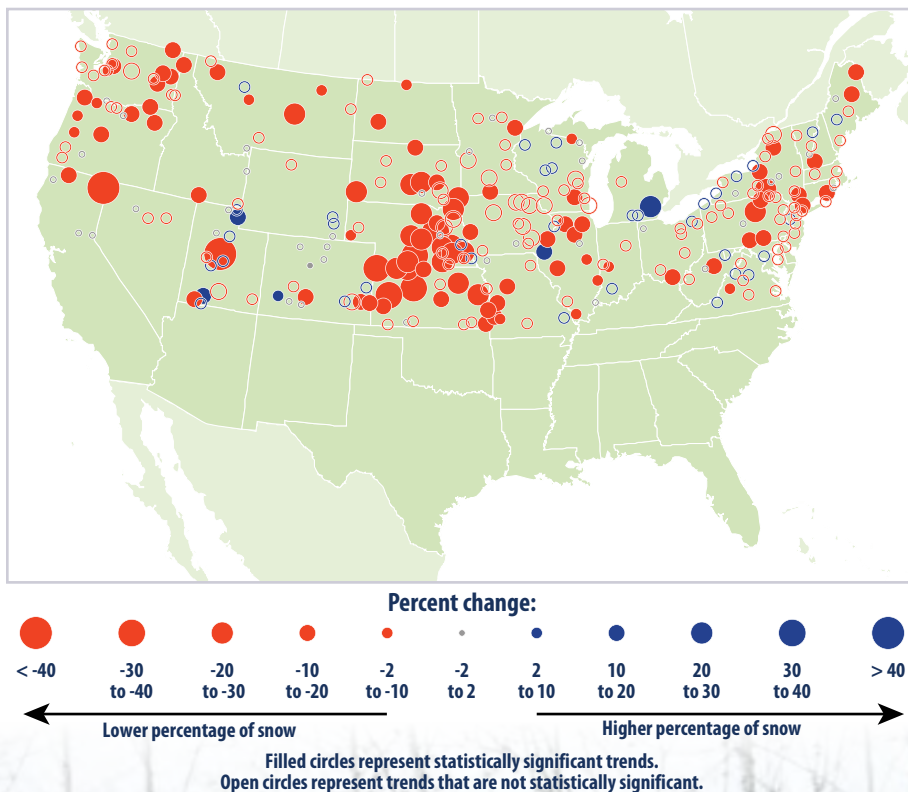 Percent change:
< -40 -30 to -40 -20 to -30 -10 to -20 -2 to -10 -2 to 2 2 to 10 10 to 20 20 to 30 30 to 40 > 40
Lower percentage of snow Higher percentage of snow
Filled circles represent statistically significant trends.
Open circles represent trends that are not statistically significant.